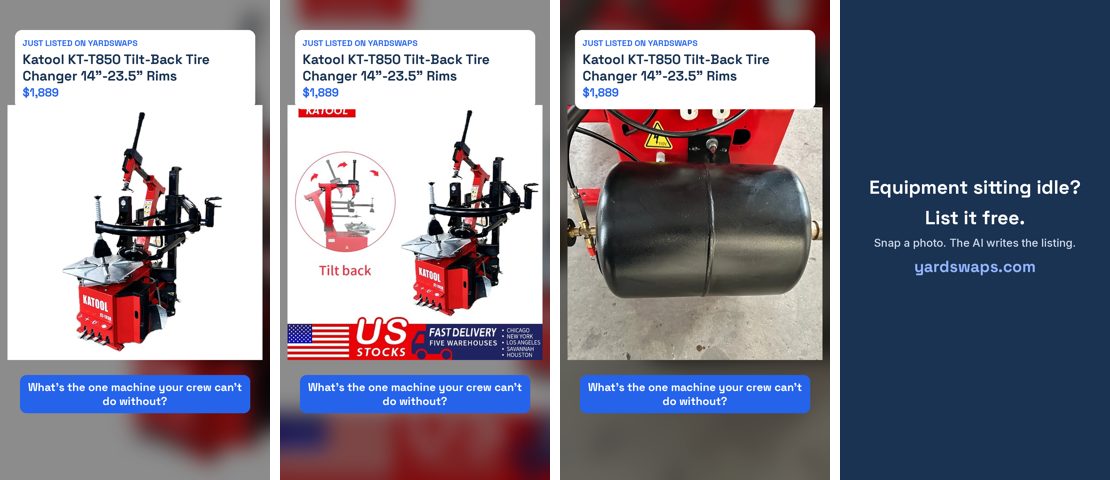 JUST LISTED ON YARDSWAPS
Katool KT-T850 Tilt-Back Tire
Changer 14”-23.5” Rims
$1,889
KATOOL
What’s the one machine your crew can’t
do without?
JUST LISTED ON YARDSWAPS
Katool KT-T850 Tilt-Back Tire
Changer 14”-23.5” Rims
$1,889
KATOOL
Tilt back
KATOOL
US
STOCKS
FAST DELIVERY
FIVE WAREHOUSES
• CHICAGO
• NEW YORK
• LOS ANGELES
• SAVANNAH
• HOUSTON
What’s the one machine your crew can’t
do without?
JUST LISTED ON YARDSWAPS
Katool KT-T850 Tilt-Back Tire
Changer 14”-23.5” Rims
$1,889
What’s the one machine your crew can’t
do without?
Equipment sitting idle?
List it free.
Snap a photo. The AI writes the listing.
yardswaps.com